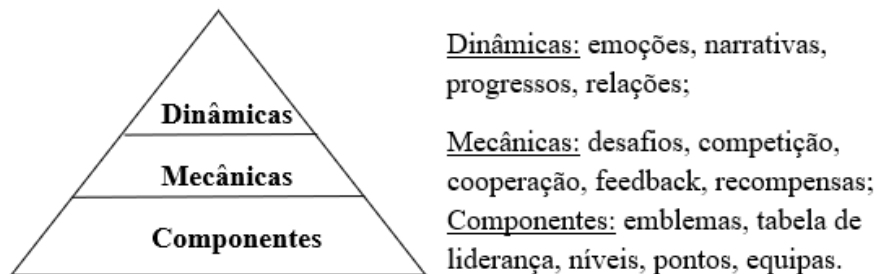 Dinâmicas
Mecânicas
Componentes
Dinâmicas: emoções, narrativas,
progressos, relações;
Mecânicas: desafios, competição,
cooperação, feedback, recompensas;
Componentes: emblemas, tabela de
liderança, níveis, pontos, equipas.